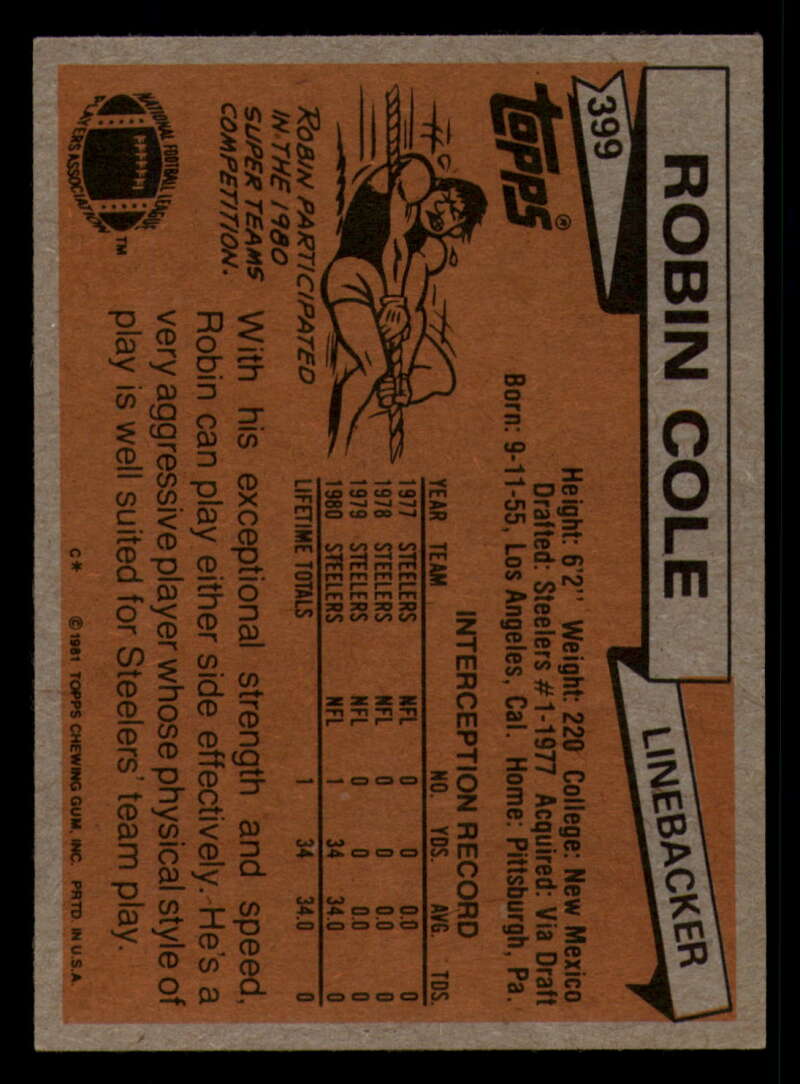 399
ROBIN COLE
LINEBACKER
TOPPS®
Height: 6'2" Weight: 220 College: New Mexico
Drafted: Steelers #1-1977 Acquired: Via Draft
Born: 9-11-55, Los Angeles, Cal. Home: Pittsburgh, Pa.
INTERCEPTION RECORD
YEAR TEAM NO. YDS. AVG. TDS.
1977 STEELERS NFL 0 0 0.0 0
1978 STEELERS NFL 0 0 0.0 0
1979 STEELERS NFL 0 0 0.0 0
1980 STEELERS NFL 1 34 34.0 0
LIFETIME TOTALS 1 34 34.0 0
ROBIN PARTICIPATED
IN THE 1980
SUPER TEAMS
COMPETITION.
With his exceptional strength and speed,
Robin can play either side effectively. He's a
very aggressive player whose physical style of
play is well suited for Steelers' team play.
NATIONAL FOOTBALL LEAGUE
PLAYERS ASSOCIATION
™
C* ©1981 TOPPS CHEWING GUM, INC. PRTD. IN U.S.A.